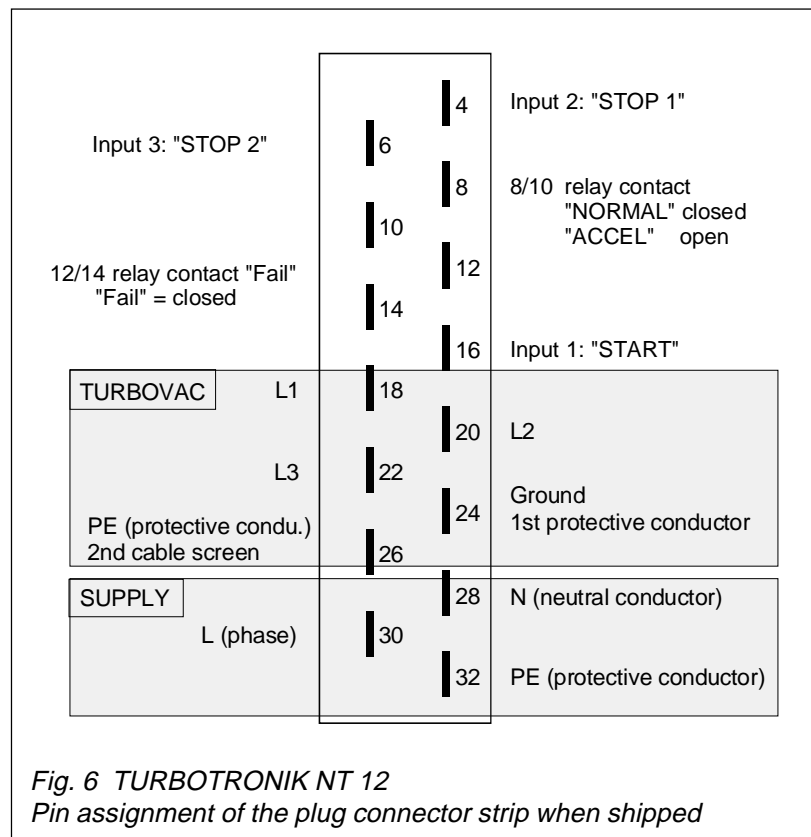 4 Input 2: "STOP 1"
Input 3: "STOP 2" 6
8 8/10 relay contact
"NORMAL" closed
10
"ACCEL" open
12
12/14 relay contact "Fail"
"Fail" = closed
14
16 Input 1: "START"
TURBOVAC L1 18
20 L2
L3 22
24 Ground
1st protective conductor
PE (protective condu.)
2nd cable screen 26
SUPPLY
28 N (neutral conductor)
L (phase) 30
32 PE (protective conductor)
Fig. 6 TURBOTRONIK NT 12
Pin assignment of the plug connector strip when shipped